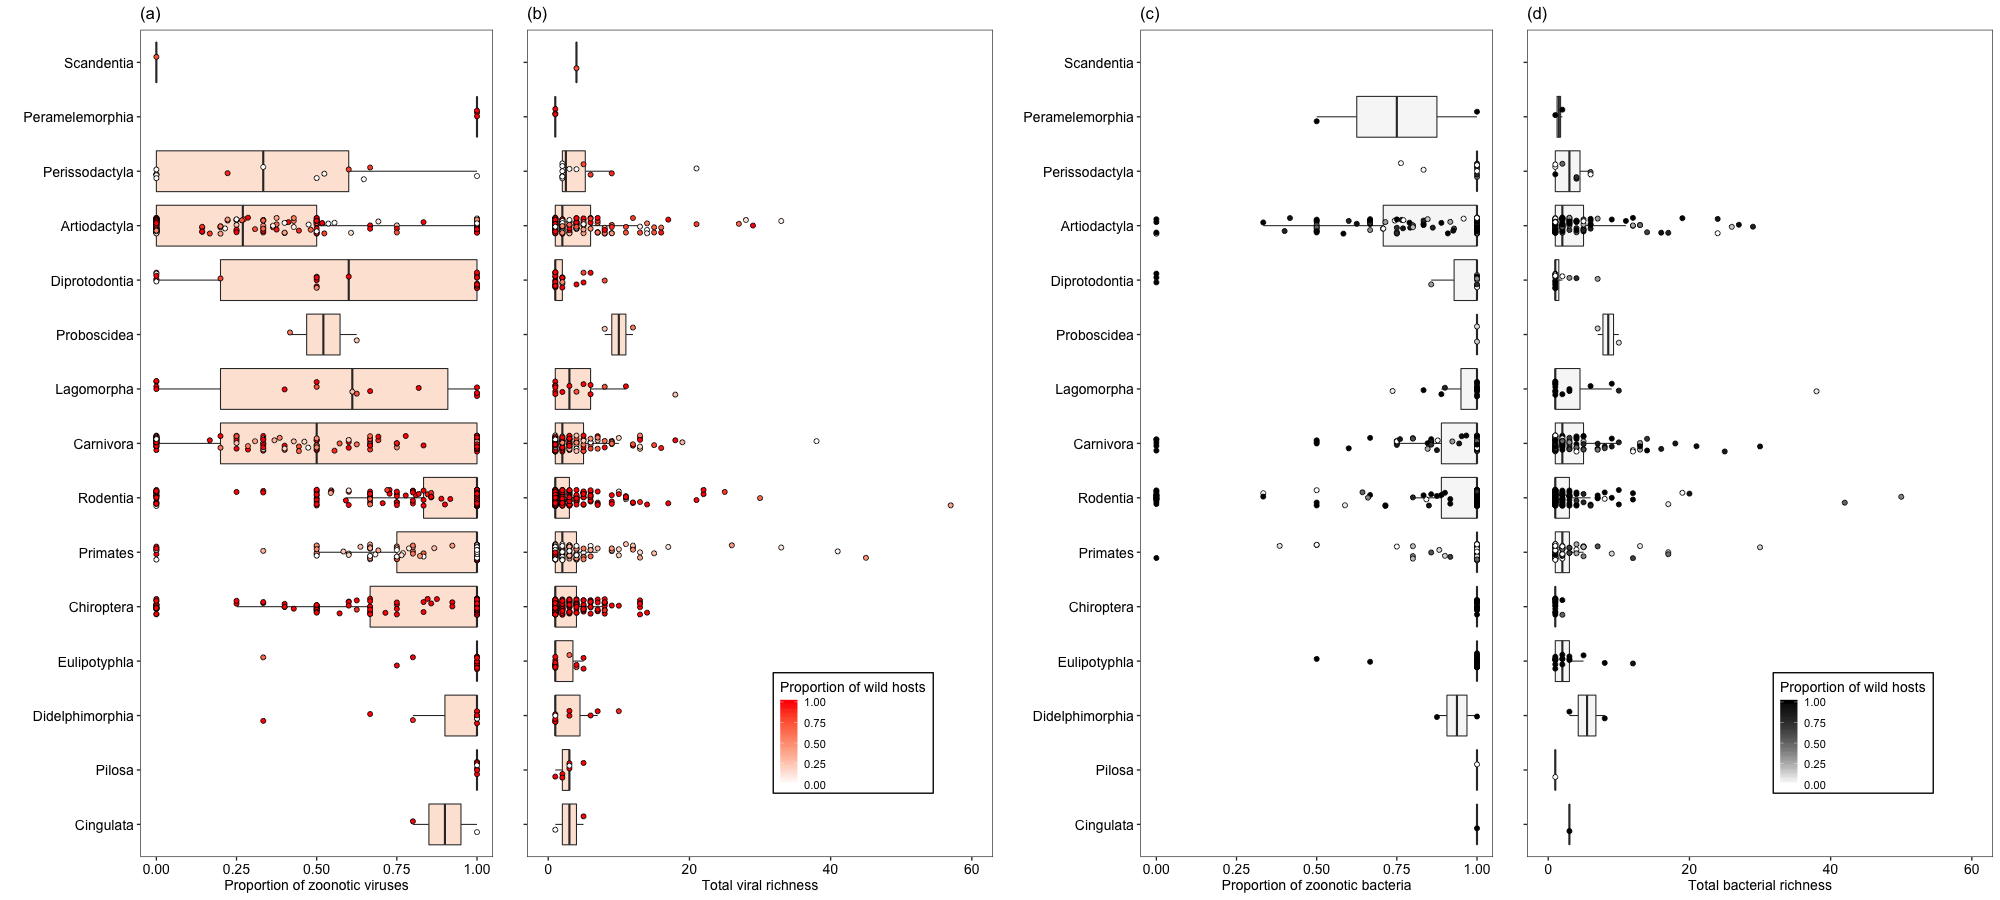 (a)
(b)
(c)
(d)
Scandentia
Peramelemorphia
Perissodactyla
Artiodactyla
Diprotodontia
Proboscidea
Lagomorpha
Carnivora
Rodentia
Primates
Chiroptera
Eulipotyphla
Didelphimorphia
Pilosa
Cingulata
0.00 0.25 0.50 0.75 1.00
Proportion of zoonotic viruses
Proportion of wild hosts
1.00
0.75
0.50
0.25
0.00
0 20 40 60
Total viral richness
Scandentia
Peramelemorphia
Perissodactyla
Artiodactyla
Diprotodontia
Proboscidea
Lagomorpha
Carnivora
Rodentia
Primates
Chiroptera
Eulipotyphla
Didelphimorphia
Pilosa
Cingulata
0.00 0.25 0.50 0.75 1.00
Proportion of zoonotic bacteria
Proportion of wild hosts
1.00
0.75
0.50
0.25
0.00
0 20 40 60
Total bacterial richness